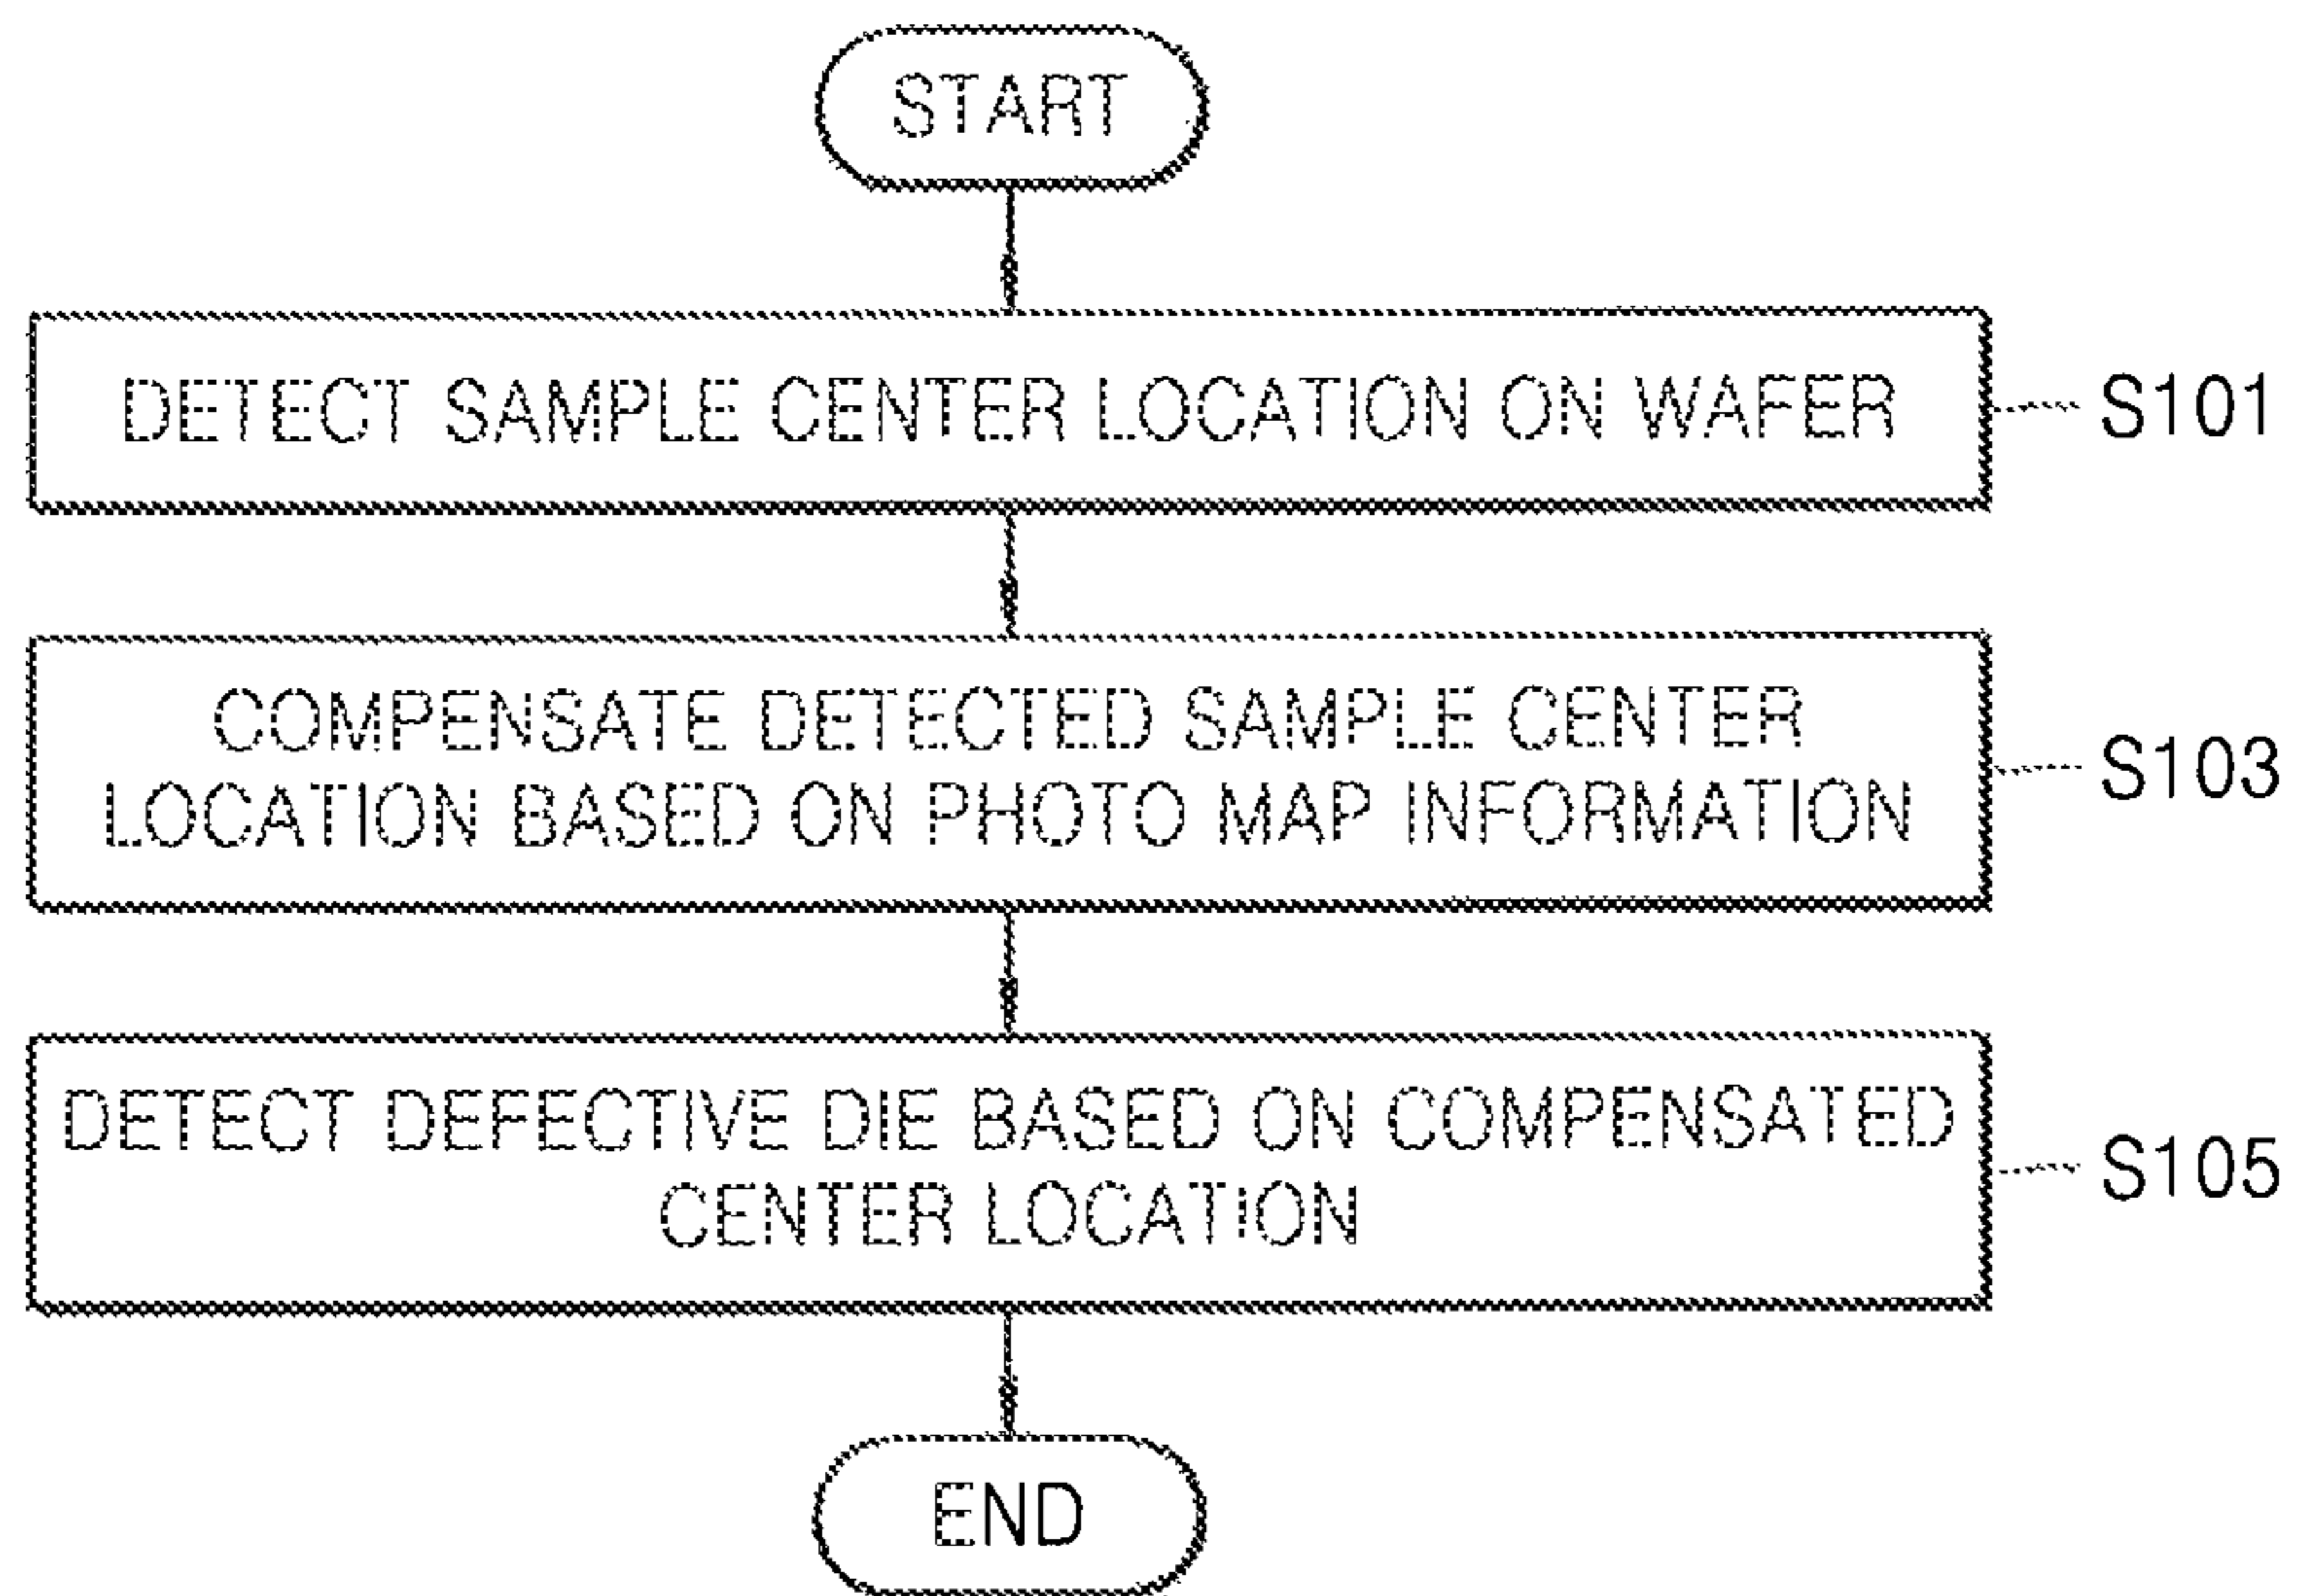 START
DETECT SAMPLE CENTER LOCATION ON WAFER
S101
COMPENSATE DETECTED SAMPLE CENTER
LOCATION BASED ON PHOTO MAP INFORMATION
S103
DETECT DEFECTIVE DIE BASED ON COMPENSATED
CENTER LOCATION
S105
END